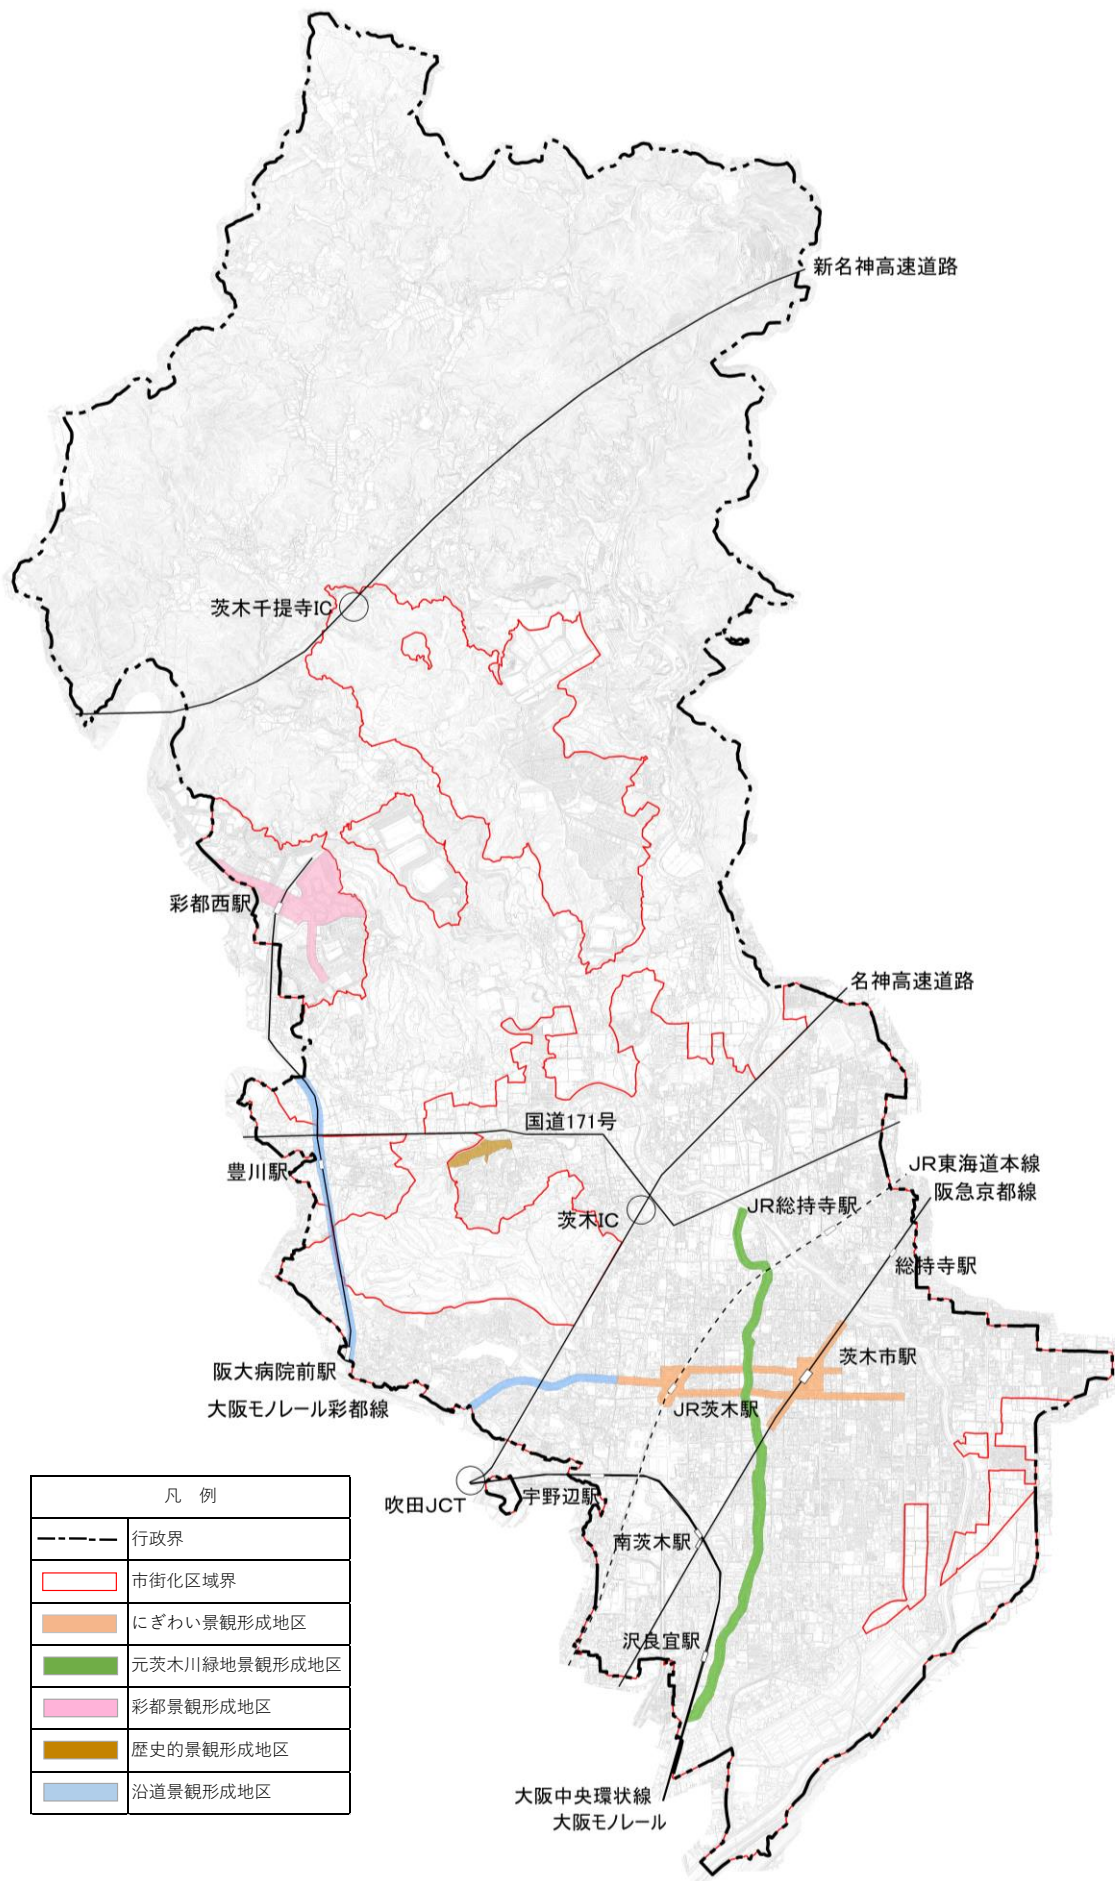 新名神高速道路
茨木千提寺IC
彩都西駅
名神高速道路
国道171号
豊川駅
JR東海道本線
阪急京都線
JR総持寺駅
茨木IC
総持寺駅
茨木市駅
阪大病院前駅
大阪モノレール彩都線
JR茨木駅
吹田JCT
宇野辺駅
南茨木駅
沢良宜駅
大阪中央環状線
大阪モノレール
凡 例
行政界
市街化区域界
にぎわい景観形成地区
元茨木川緑地景観形成地区
彩都景観形成地区
歴史的景観形成地区
沿道景観形成地区